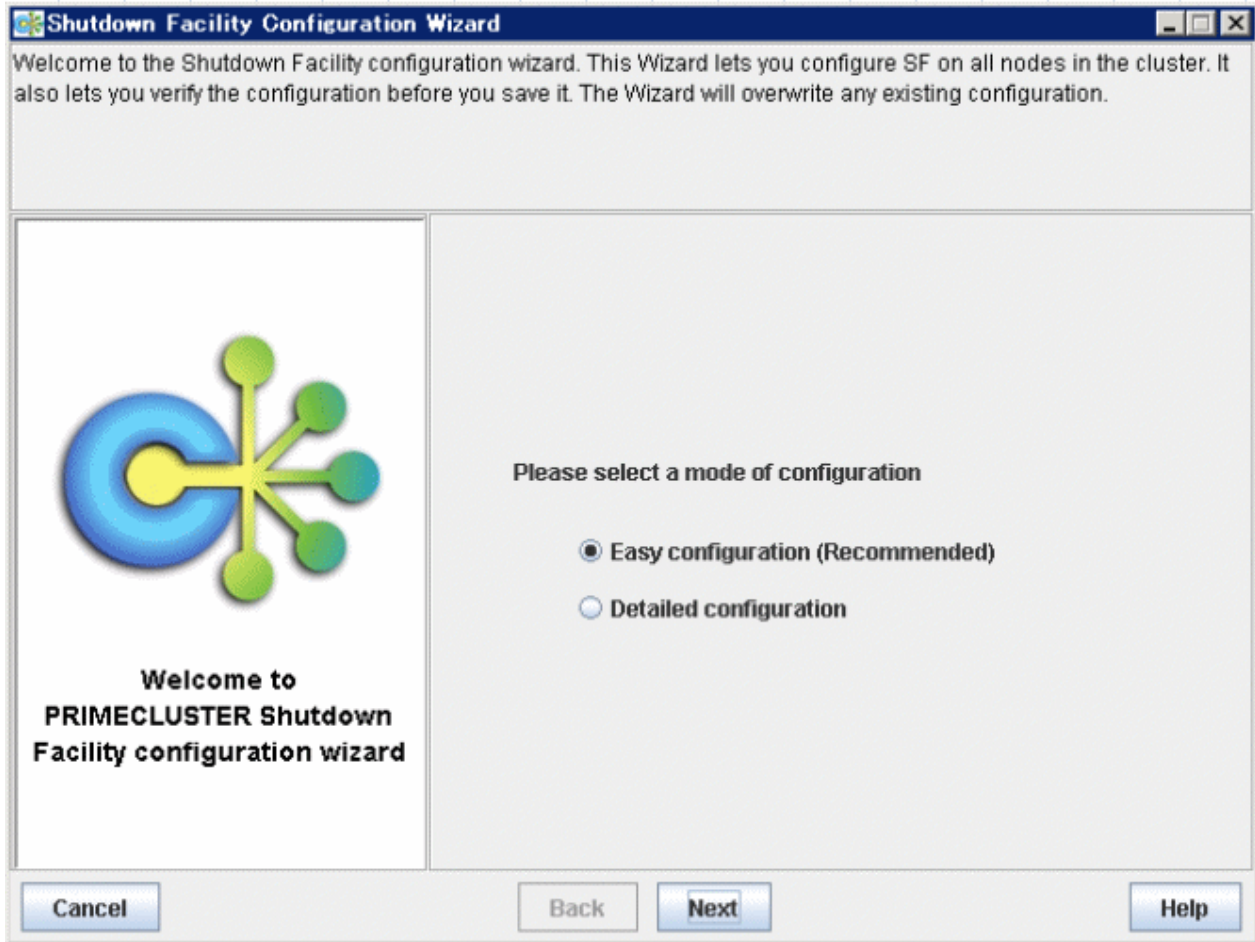 Shutdown Facility Configuration Wizard
Welcome to the Shutdown Facility configuration wizard. This Wizard lets you configure SF on all nodes in the cluster. It
also lets you verify the configuration before you save it. The Wizard will overwrite any existing configuration.
Please select a mode of configuration
Easy configuration (Recommended)
Detailed configuration
Welcome to
PRIMECLUSTER Shutdown
Facility configuration wizard
Cancel
Back
Next
Help